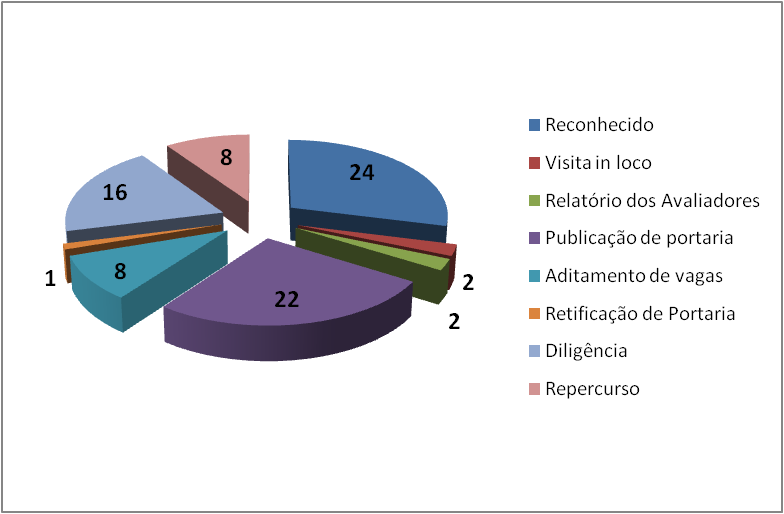 8
24
16
2
1
8
22
2
Reconhecido
Visita in loco
Relatório dos Avaliadores
Publicação de portaria
Aditamento de vagas
Retificação de Portaria
Diligência
Repercurso